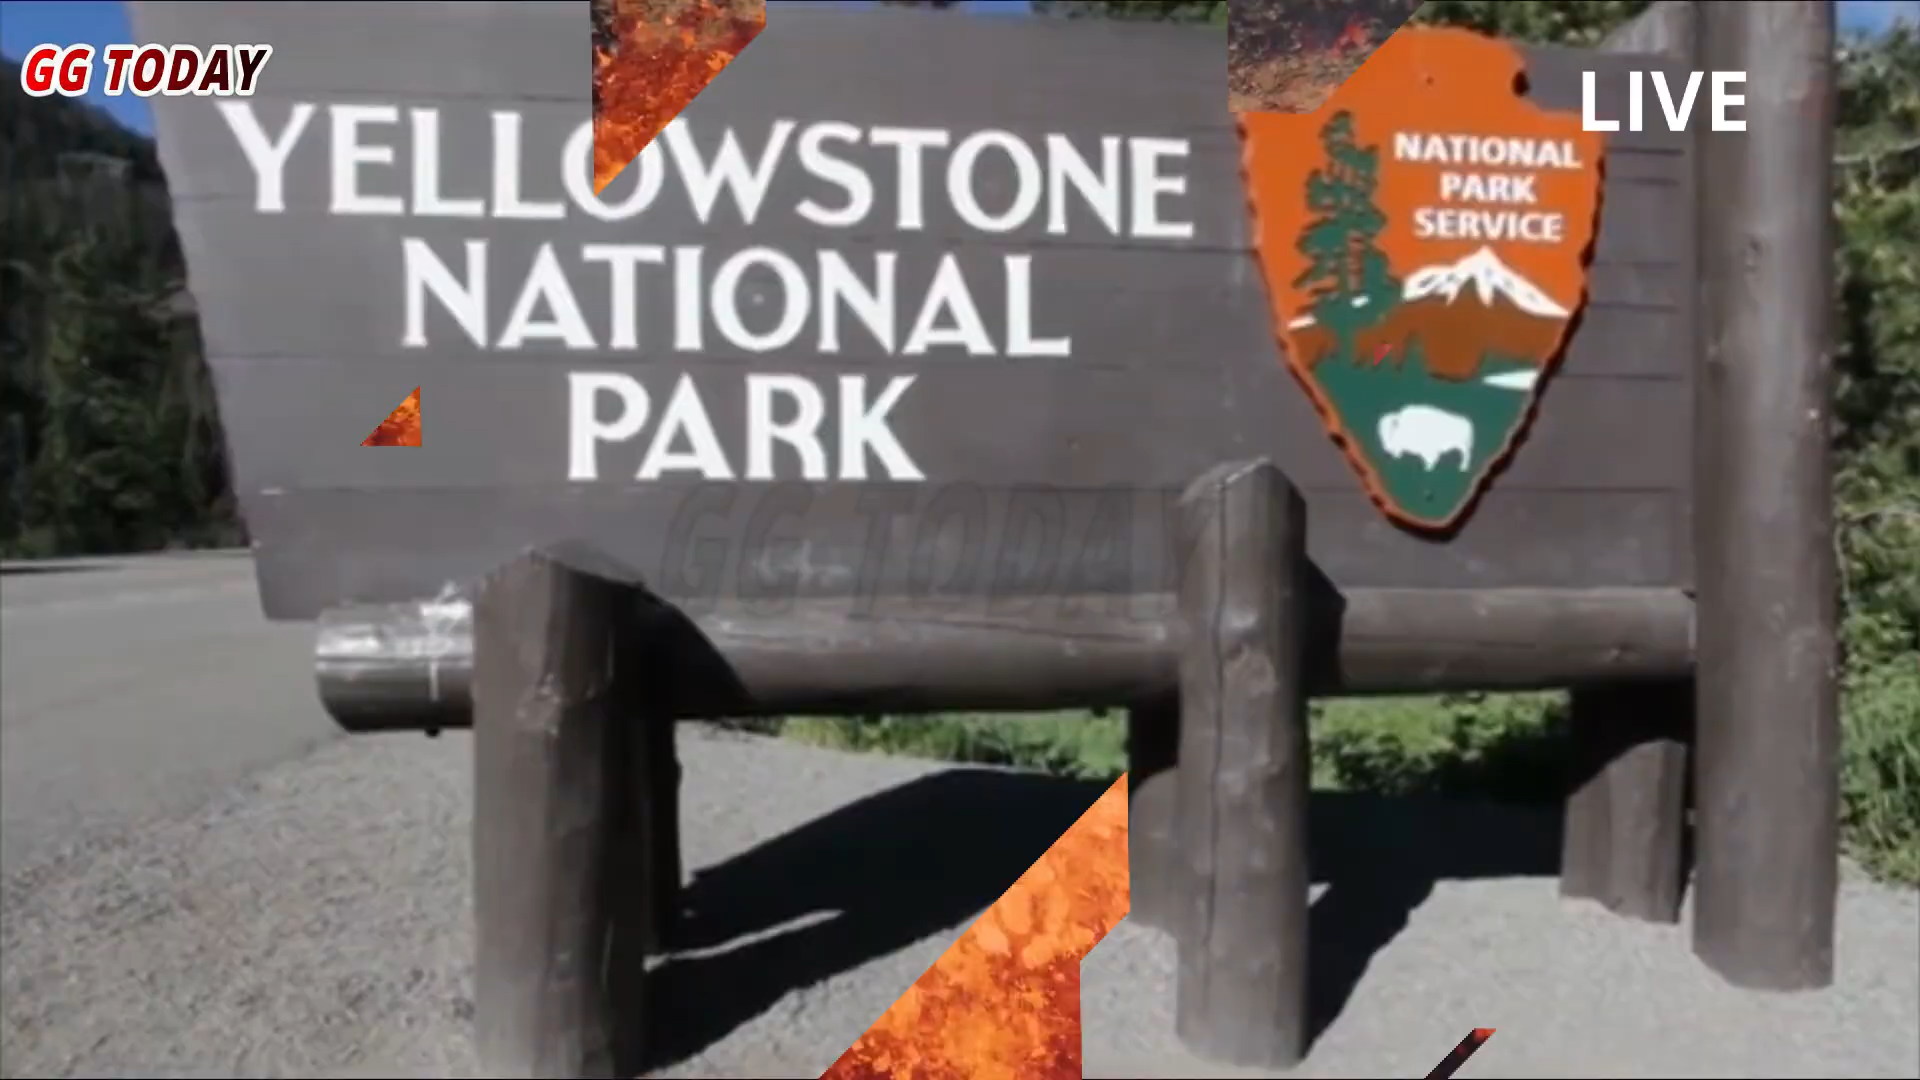 GG TODAY
LIVE
YELLOWSTONE
NATIONAL
PARK
NATIONAL
PARK
SERVICE
GG TODAY